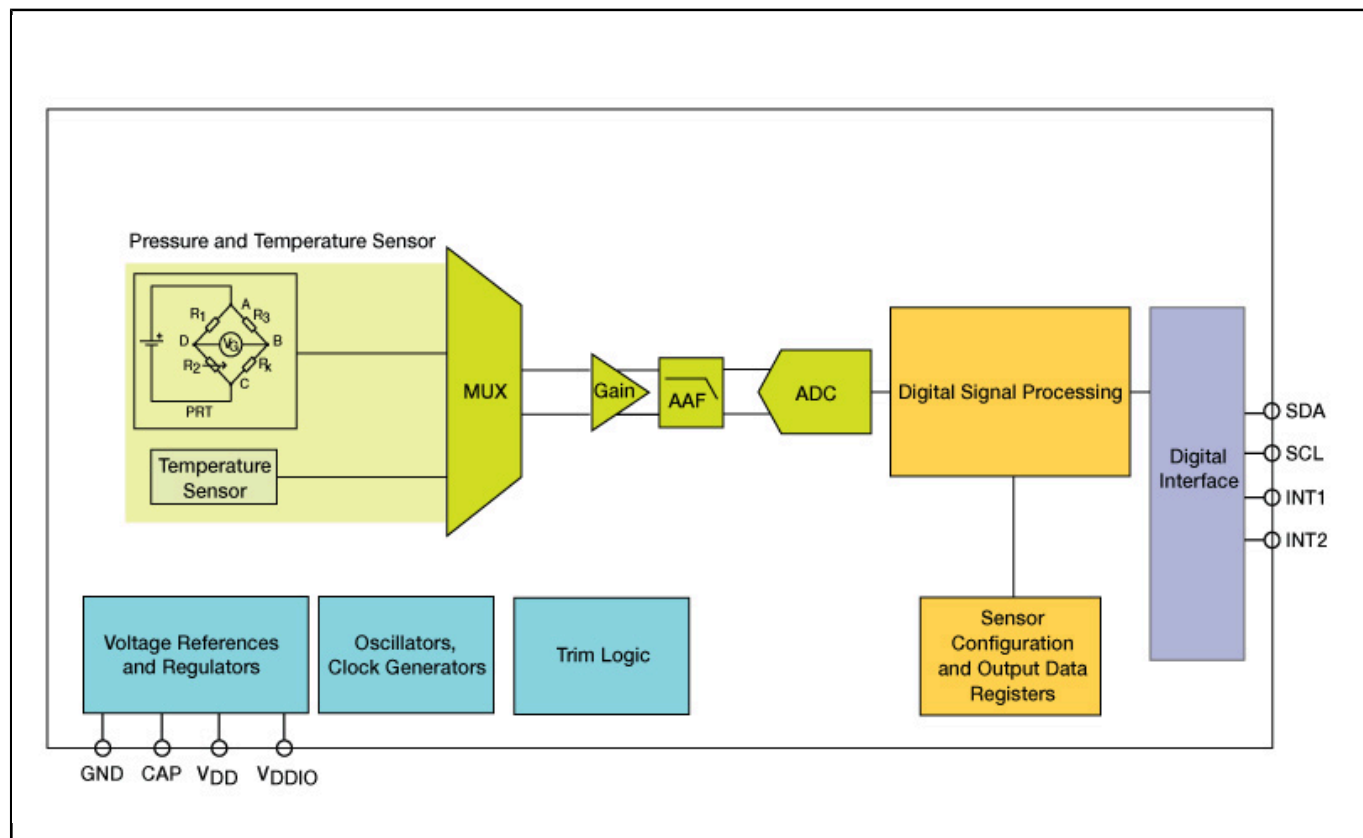 Pressure and Temperature Sensor
A
R1
R3
D
VG
B
R2
Rx
C
PRT
Temperature
Sensor
MUX
Gain
AAF
ADC
Digital Signal Processing
Digital
Interface
SDA
SCL
INT1
INT2
Voltage References
and Regulators
Oscillators,
Clock Generators
Trim Logic
Sensor
Configuration
and Output Data
Registers
GND CAP VDD VDDIO